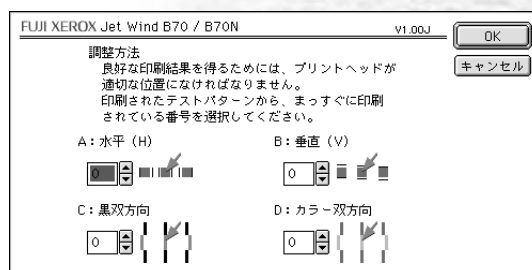 FUJI XEROX Jet Wind B70 / B70N V1.00J
OK
キャンセル
調整方法
良好な印刷結果を得るためには、プリントヘッドが
適切な位置になければなりません。
印刷されたテストパターンから、まっすぐに印刷
されている番号を選択してください。
A：水平（H） B：垂直（V）
0 0
C：黒双方向 D：カラー双方向
0 0